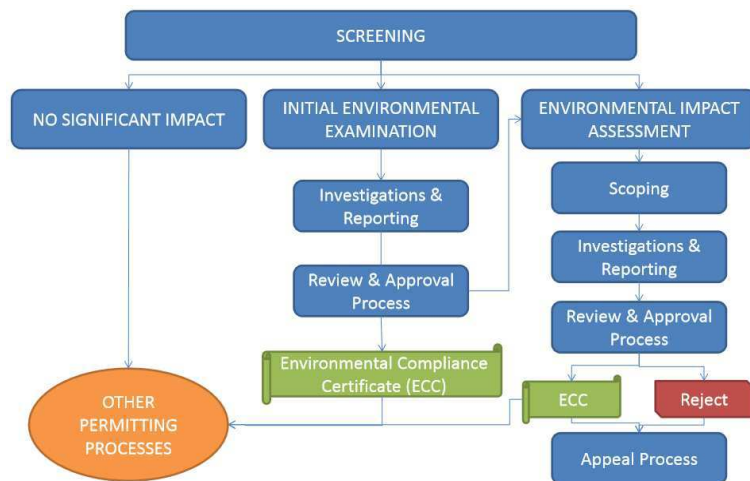 SCREENING
NO SIGNIFICANT IMPACT
INITIAL ENVIRONMENTAL
EXAMINATION
ENVIRONMENTAL IMPACT
ASSESSMENT
Investigations &
Reporting
Review & Approval
Process
Environmental Compliance
Certificate (ECC)
Scoping
Investigations &
Reporting
Review & Approval
Process
ECC
Reject
Appeal Process
OTHER
PERMITTING
PROCESSES